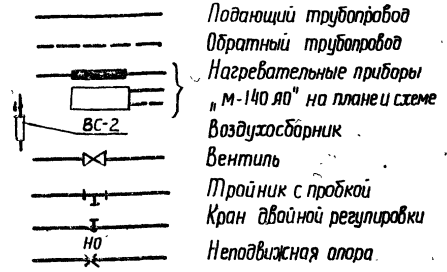 Подающий трубопровод
Обратный трубопровод
Нагревательные приборы
„м-140 АО" на плане и схеме
ВС-2
Воздухосборник
Вентиль
Тройник с пробкой
Кран двойной регулировки
НО
Неподвижная опора